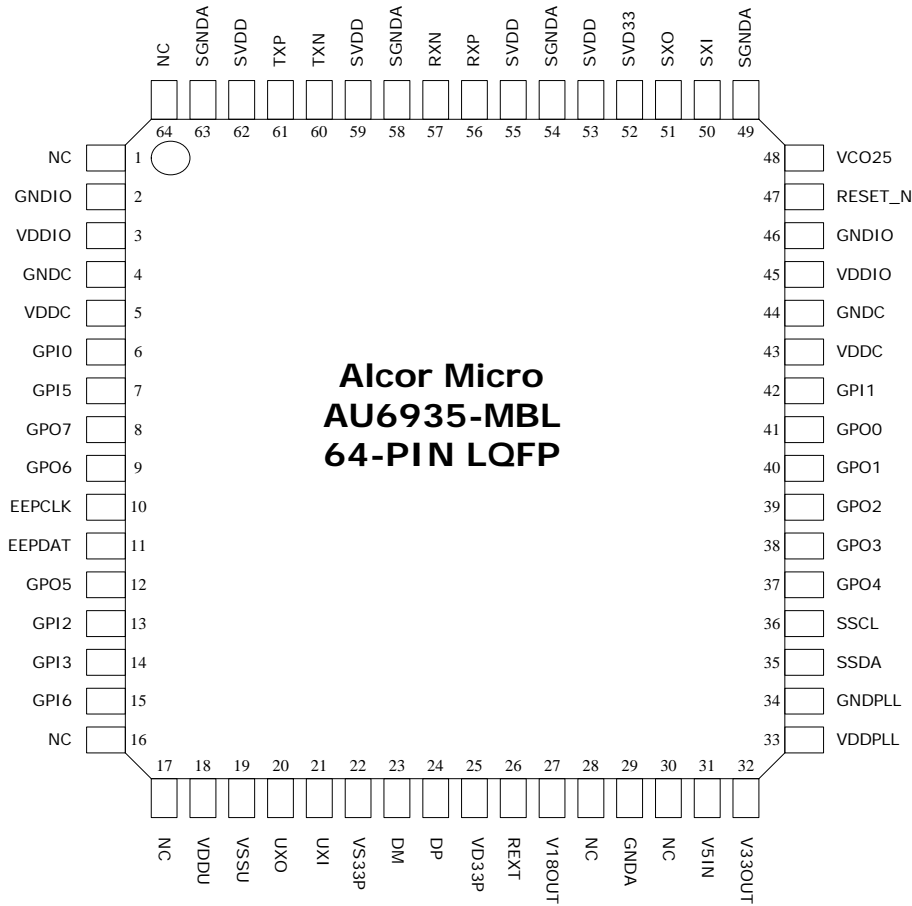 NC
SGNDA
SVDD
TXP
TXN
SVDD
SGNDA
RXN
RXP
SVDD
SGNDA
SVDD
SVD33
SXO
SXI
SGNDA
64 63 62 61 60 59 58 57 56 55 54 53 52 51 50 49
NC 1
GNDIO 2
VDDIO 3
GNDC 4
VDDC 5
GPI0 6
GPI5 7
GPO7 8
GPO6 9
EEPCLK 10
EEPDAT 11
GPO5 12
GPI2 13
GPI3 14
GPI6 15
NC 16
Alcor Micro
AU6935-MBL
64-PIN LQFP
48 VCO25
47 RESET_N
46 GNDIO
45 VDDIO
44 GNDC
43 VDDC
42 GPI1
41 GPO0
40 GPO1
39 GPO2
38 GPO3
37 GPO4
36 SSCL
35 SSDA
34 GNDPLL
33 VDDPLL
17 18 19 20 21 22 23 24 25 26 27 28 29 30 31 32
NC
VDDU
VSSU
UXO
UXI
VS33P
DM
DP
VD33P
REXT
V18OUT
NC
GNDA
NC
V5IN
V33OUT